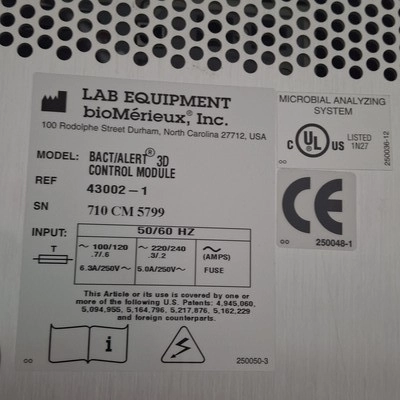 LAB EQUIPMENT
bioMérieux® Inc.
100 Rodolphe Street Durham, North Carolina 27712, USA
MODEL: BACT/ALERT® 3D
CONTROL MODULE
REF 43002-1
SN 710 CM 5799
INPUT: 50/60 HZ
~ 100/120 ~ 220/240 ~
.7/.6 .3/.2 (AMPS)
T 6.3A/250V~ 5.0A/250V~ FUSE
This Article or its use may be covered by one or
more of the following U.S. Patents: 4,945,060,
5,094,955, 5,164,796, 5,217,876, 5,162,229
and foreign counterparts.
i
250050-3
MICROBIAL ANALYZING
SYSTEM
c UL® US LISTED
1N27
250036-12
CE
250048-1